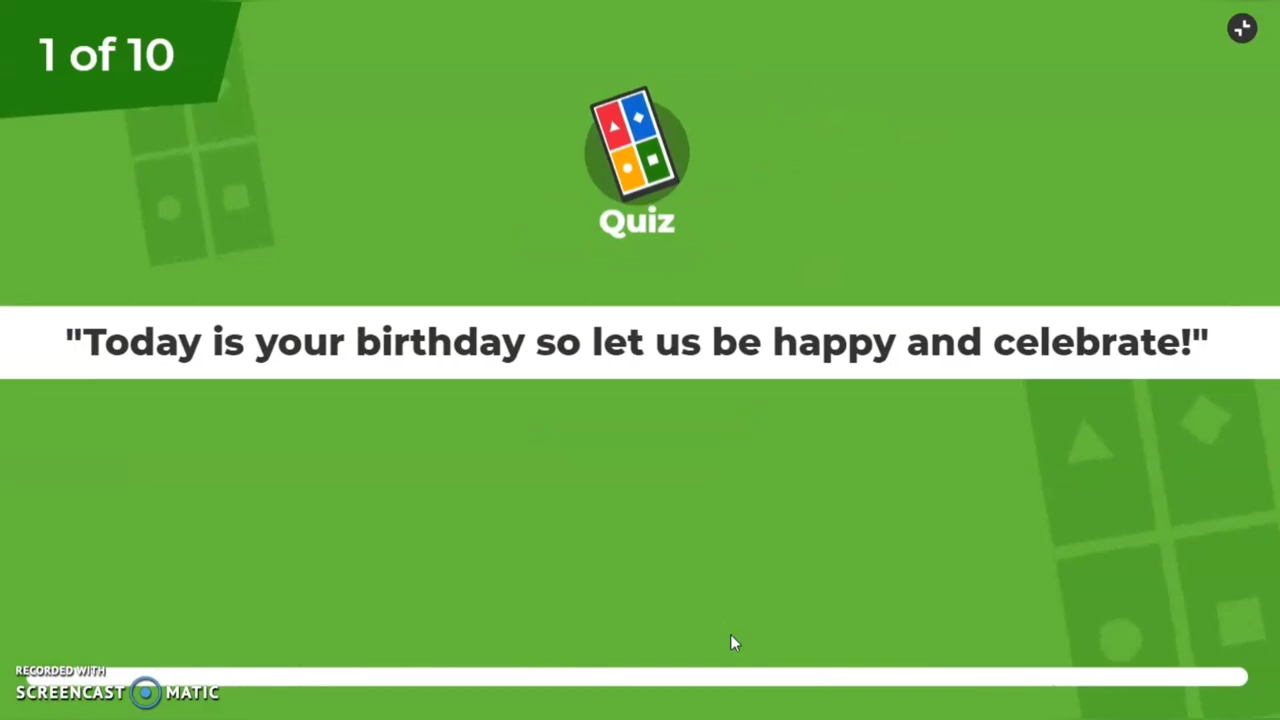 1 of 10
Quiz
"Today is your birthday so let us be happy and celebrate!"
RECORDED WITH
SCREENCAST MATIC